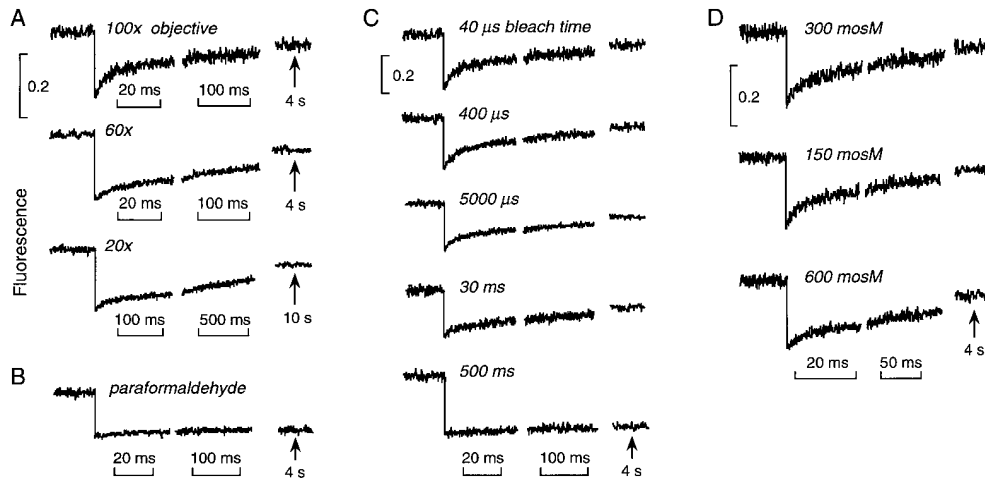 A
100x objective
0.2
20 ms
100 ms
4 s
60x
20 ms
100 ms
4 s
Fluorescence
20x
100 ms
500 ms
10 s
B
paraformaldehyde
20 ms
100 ms
4 s
C
40 µs bleach time
0.2
400 µs
5000 µs
30 ms
500 ms
20 ms
100 ms
4 s
D
300 mosM
0.2
150 mosM
600 mosM
20 ms
50 ms
4 s